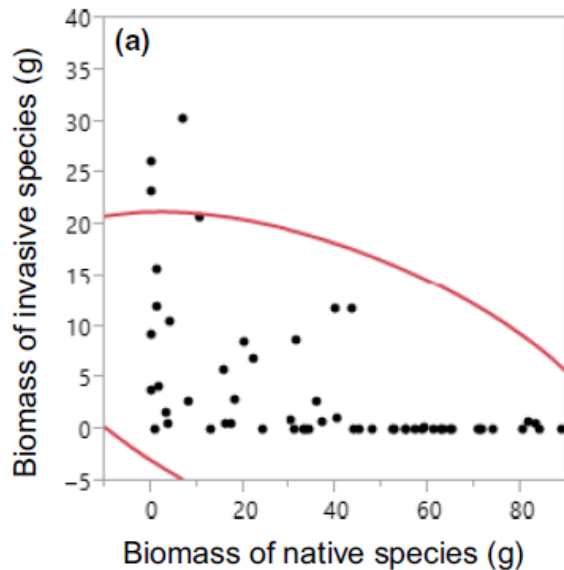 (a)
Biomass of invasive species (g)
40
35
30
25
20
15
10
5
0
−5
0 20 40 60 80
Biomass of native species (g)